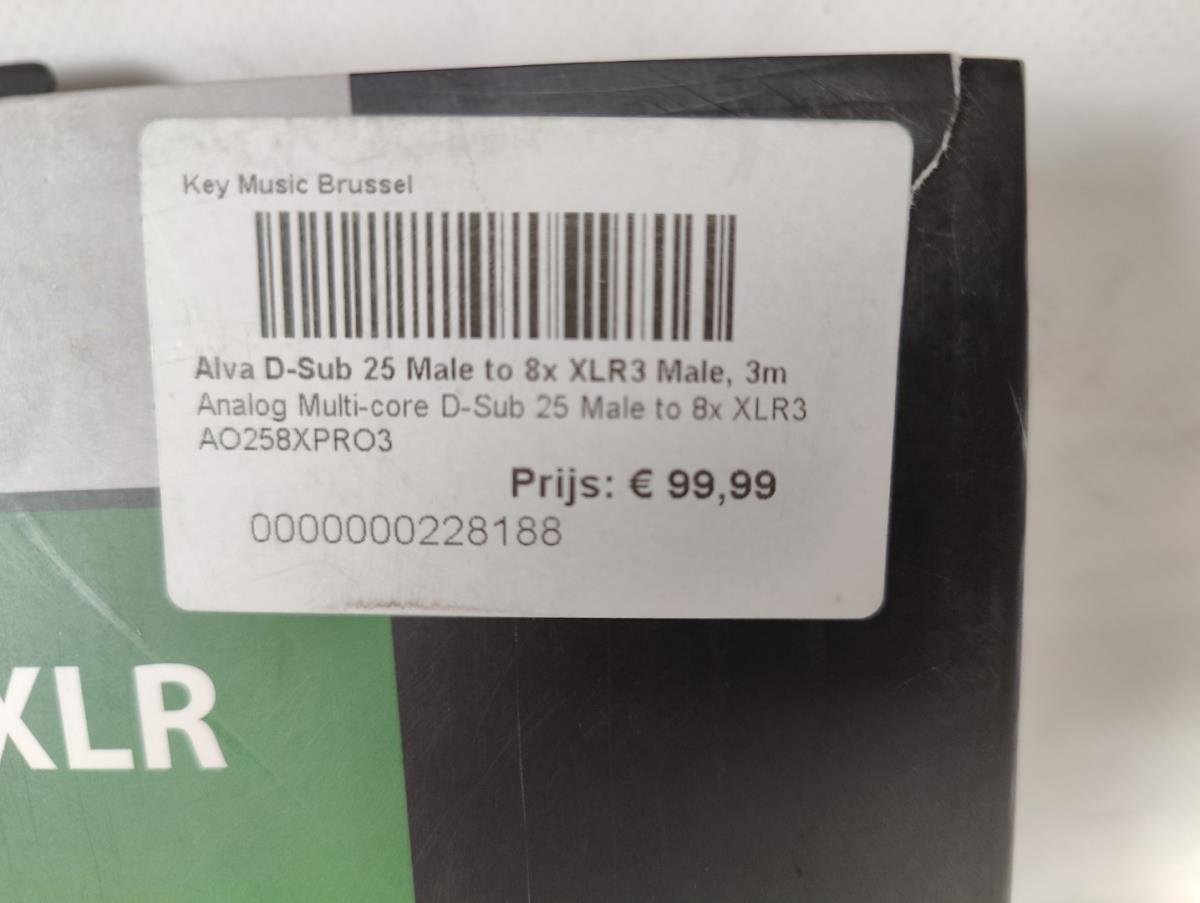 Key Music Brussel
Alva D-Sub 25 Male to 8x XLR3 Male, 3m
Analog Multi-core D-Sub 25 Male to 8x XLR3
AO258XPRO3
Prijs: € 99,99
0000000228188
XLR